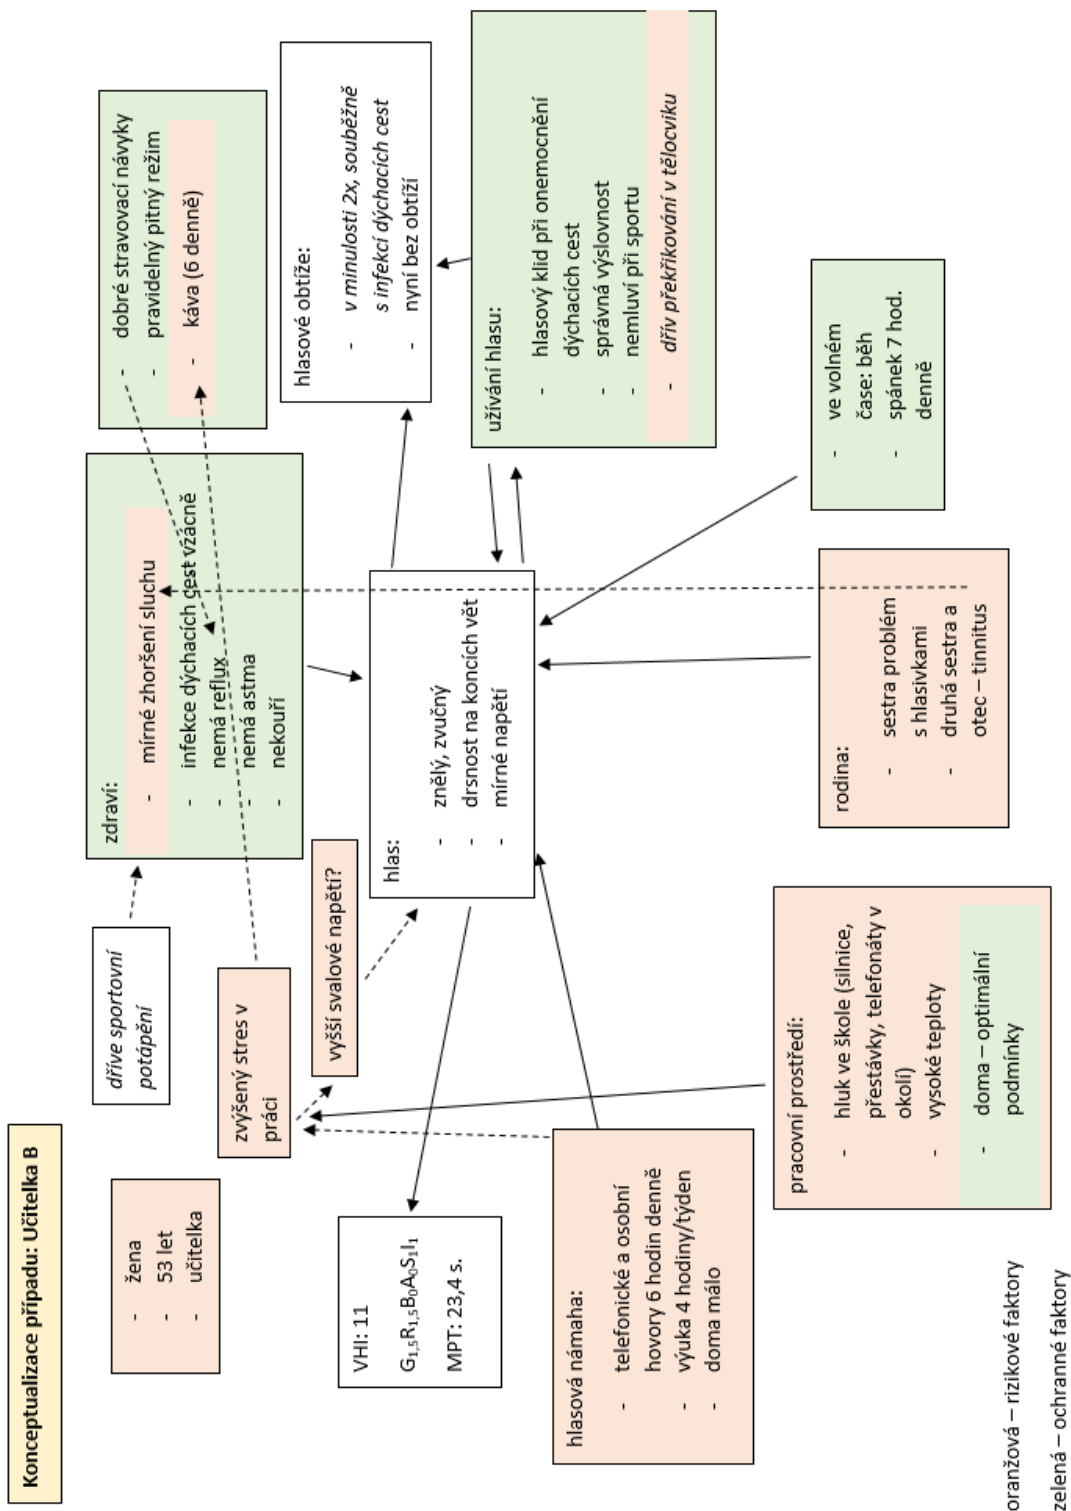 Konceptualizace případu: Učitelka B
- žena
- 53 let
- učitelka
dříve sportovní
potápění
zdraví:
- mírné zhoršení sluchu
- infekce dýchacích cest vzácně
- nemá reflux
- nemá astma
- nekouří
- dobré stravovací návyky
- pravidelný pitný režim
- káva (6 denně)
zvýšený stres v
práci
vyšší svalové napětí?
hlasové obtíže:
- v minulosti 2x, souběžně
s infekcí dýchacích cest
- nyní bez obtíží
VHI: 11
G1,5R1,5B0A0S1I1
MPT: 23,4 s.
hlas:
- znělý, zvučný
- drsnost na koncích vět
- mírné napětí
užívání hlasu:
- hlasový klid při onemocnění
dýchacích cest
- správná výslovnost
- nemluví při sportu
- dřív překřikování v tělocviku
hlasová námaha:
- telefonické a osobní
hovory 6 hodin denně
- výuka 4 hodiny/týden
- doma málo
pracovní prostředí:
- hluk ve škole (silnice,
přestávky, telefonáty v
okolí)
- vysoké teploty
- doma – optimální
podmínky
rodina:
- sestra problém
s hlasivkami
- druhá sestra a
otec – tinnitus
- ve volném
čase: běh
- spánek 7 hod.
denně
oranžová – rizikové faktory
zelená – ochranné faktory